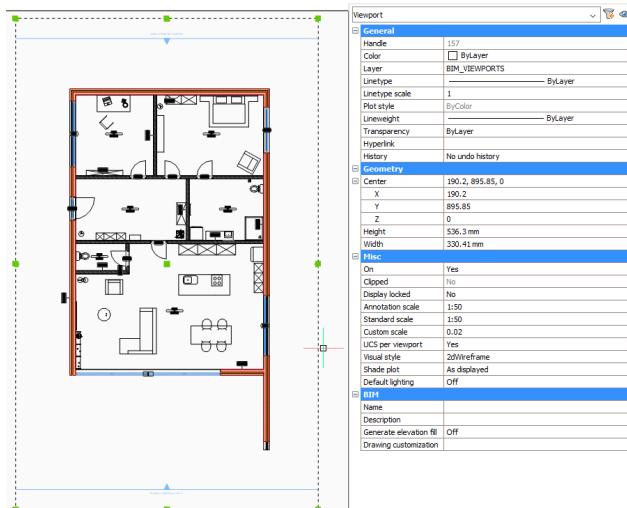 Viewport
General
Handle 157
Color ByLayer
Layer BIM_VIEWPORTS
Linetype ByLayer
Linetype scale 1
Plot style ByColor
Lineweight ByLayer
Transparency ByLayer
Hyperlink
History No undo history
Geometry
Center 190.2, 895.85, 0
X 190.2
Y 895.85
Z 0
Height 536.3 mm
Width 330.41 mm
Misc
On Yes
Clipped No
Display locked No
Annotation scale 1:50
Standard scale 1:50
Custom scale 0.02
UCS per viewport Yes
Visual style 2dWireframe
Shade plot As displayed
Default lighting Off
BIM
Name
Description
Generate elevation fill Off
Drawing customization